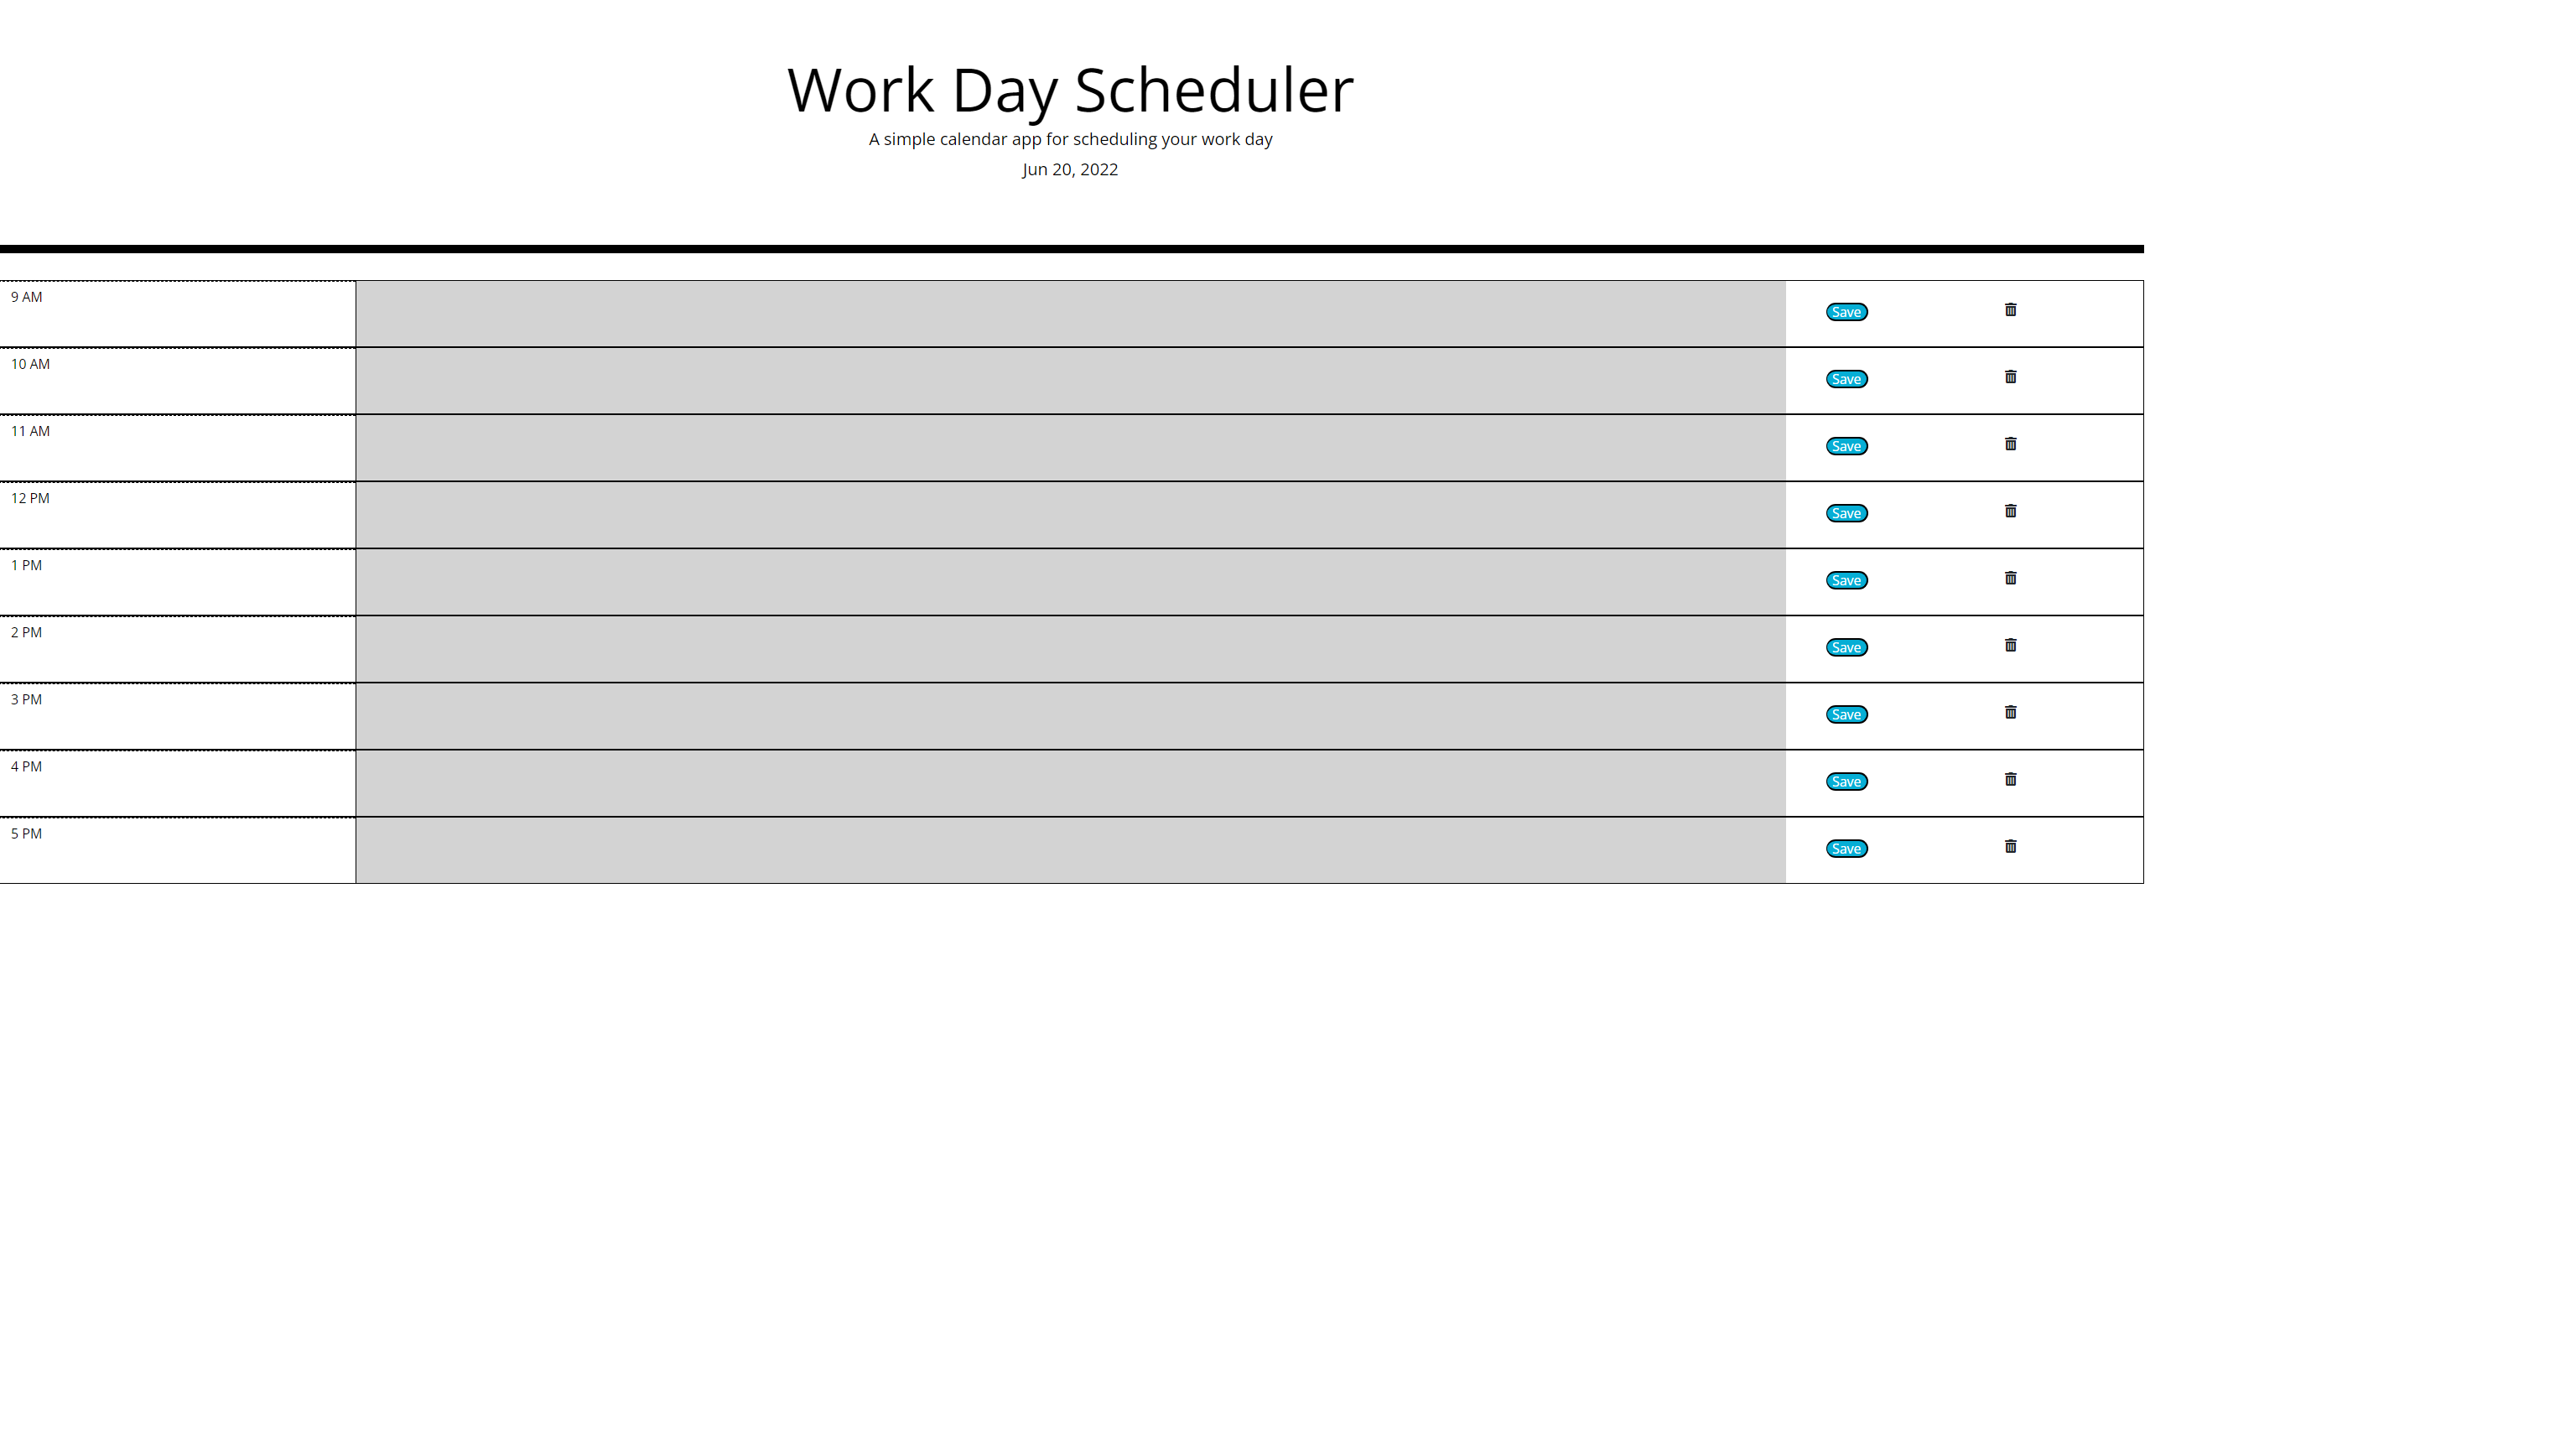 Work Day Scheduler
A simple calendar app for scheduling your work day
Jun 20, 2022
9 AM
Save
10 AM
Save
11 AM
Save
12 PM
Save
1 PM
Save
2 PM
Save
3 PM
Save
4 PM
Save
5 PM
Save